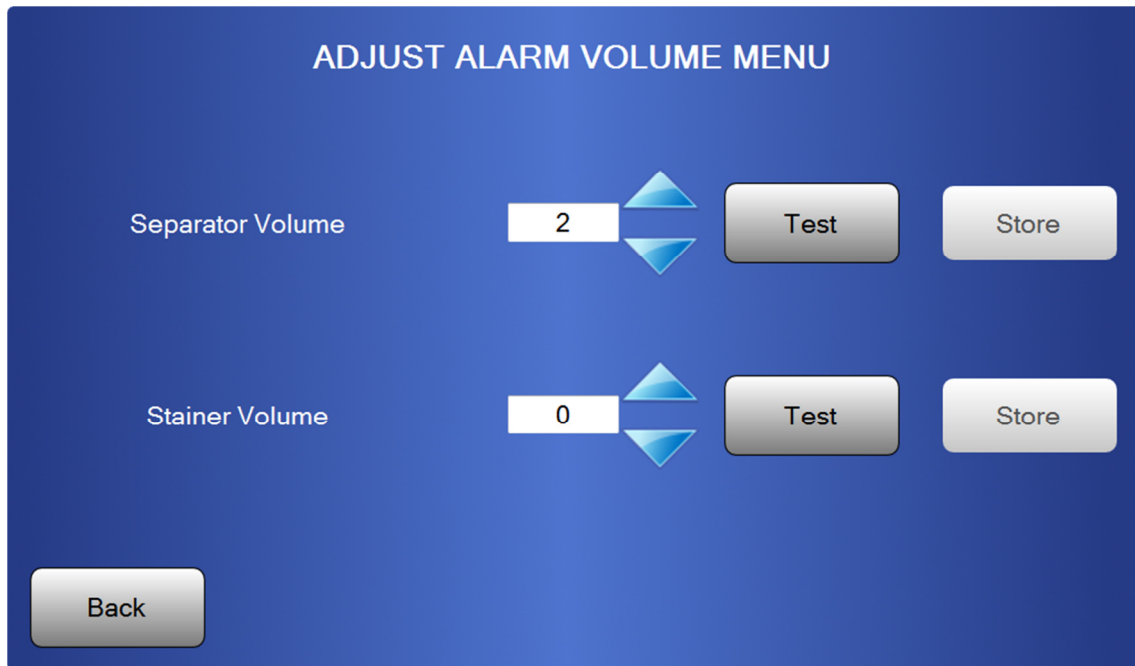 ADJUST ALARM VOLUME MENU
Separator Volume 2 Test Store
Stainer Volume 0 Test Store
Back